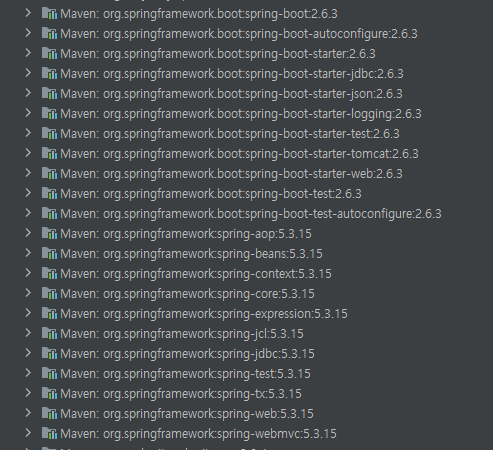 Maven: org.springframework.boot:spring-boot:2.6.3
Maven: org.springframework.boot:spring-boot-autoconfigure:2.6.3
Maven: org.springframework.boot:spring-boot-starter:2.6.3
Maven: org.springframework.boot:spring-boot-starter-jdbc:2.6.3
Maven: org.springframework.boot:spring-boot-starter-json:2.6.3
Maven: org.springframework.boot:spring-boot-starter-logging:2.6.3
Maven: org.springframework.boot:spring-boot-starter-test:2.6.3
Maven: org.springframework.boot:spring-boot-starter-tomcat:2.6.3
Maven: org.springframework.boot:spring-boot-starter-web:2.6.3
Maven: org.springframework.boot:spring-boot-test:2.6.3
Maven: org.springframework.boot:spring-boot-test-autoconfigure:2.6.3
Maven: org.springframework:spring-aop:5.3.15
Maven: org.springframework:spring-beans:5.3.15
Maven: org.springframework:spring-context:5.3.15
Maven: org.springframework:spring-core:5.3.15
Maven: org.springframework:spring-expression:5.3.15
Maven: org.springframework:spring-jcl:5.3.15
Maven: org.springframework:spring-jdbc:5.3.15
Maven: org.springframework:spring-test:5.3.15
Maven: org.springframework:spring-tx:5.3.15
Maven: org.springframework:spring-web:5.3.15
Maven: org.springframework:spring-webmvc:5.3.15